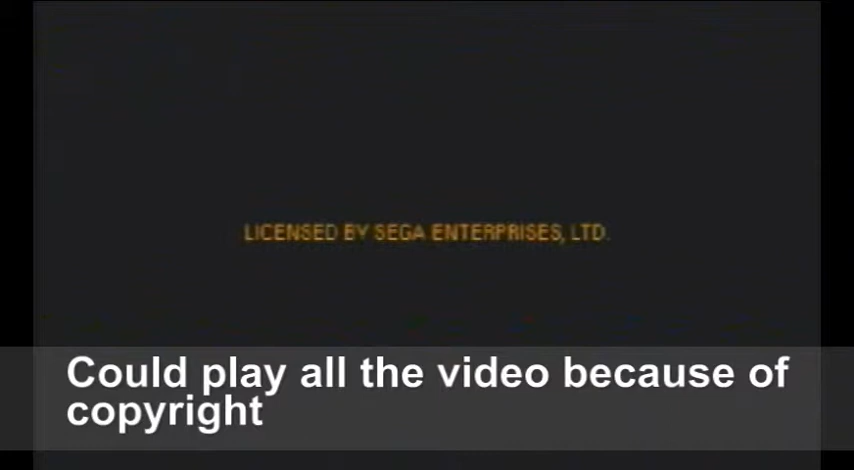 LICENSED BY SEGA ENTERPRISES, LTD.
Could play all the video because of
copyright